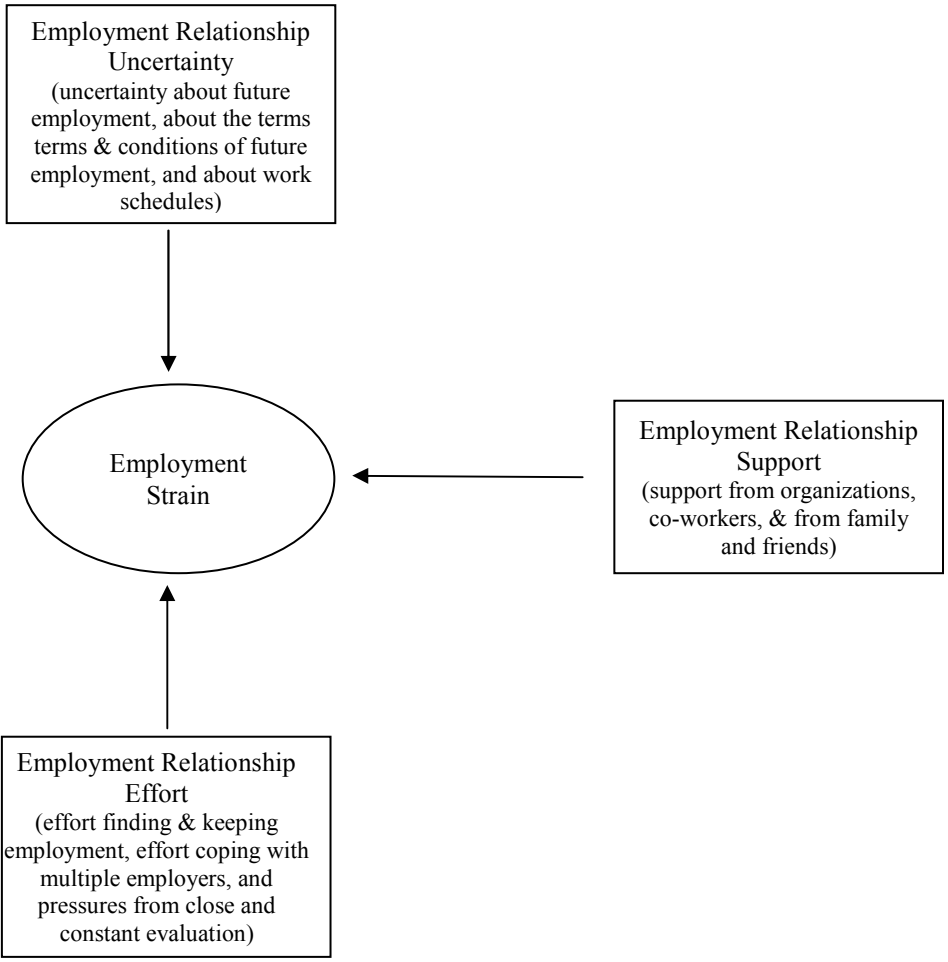 Employment Relationship
Uncertainty
(uncertainty about future
employment, about the terms
terms & conditions of future
employment, and about work
schedules)
Employment
Strain
Employment Relationship
Support
(support from organizations,
co-workers, & from family
and friends)
Employment Relationship
Effort
(effort finding & keeping
employment, effort coping with
multiple employers, and
pressures from close and
constant evaluation)